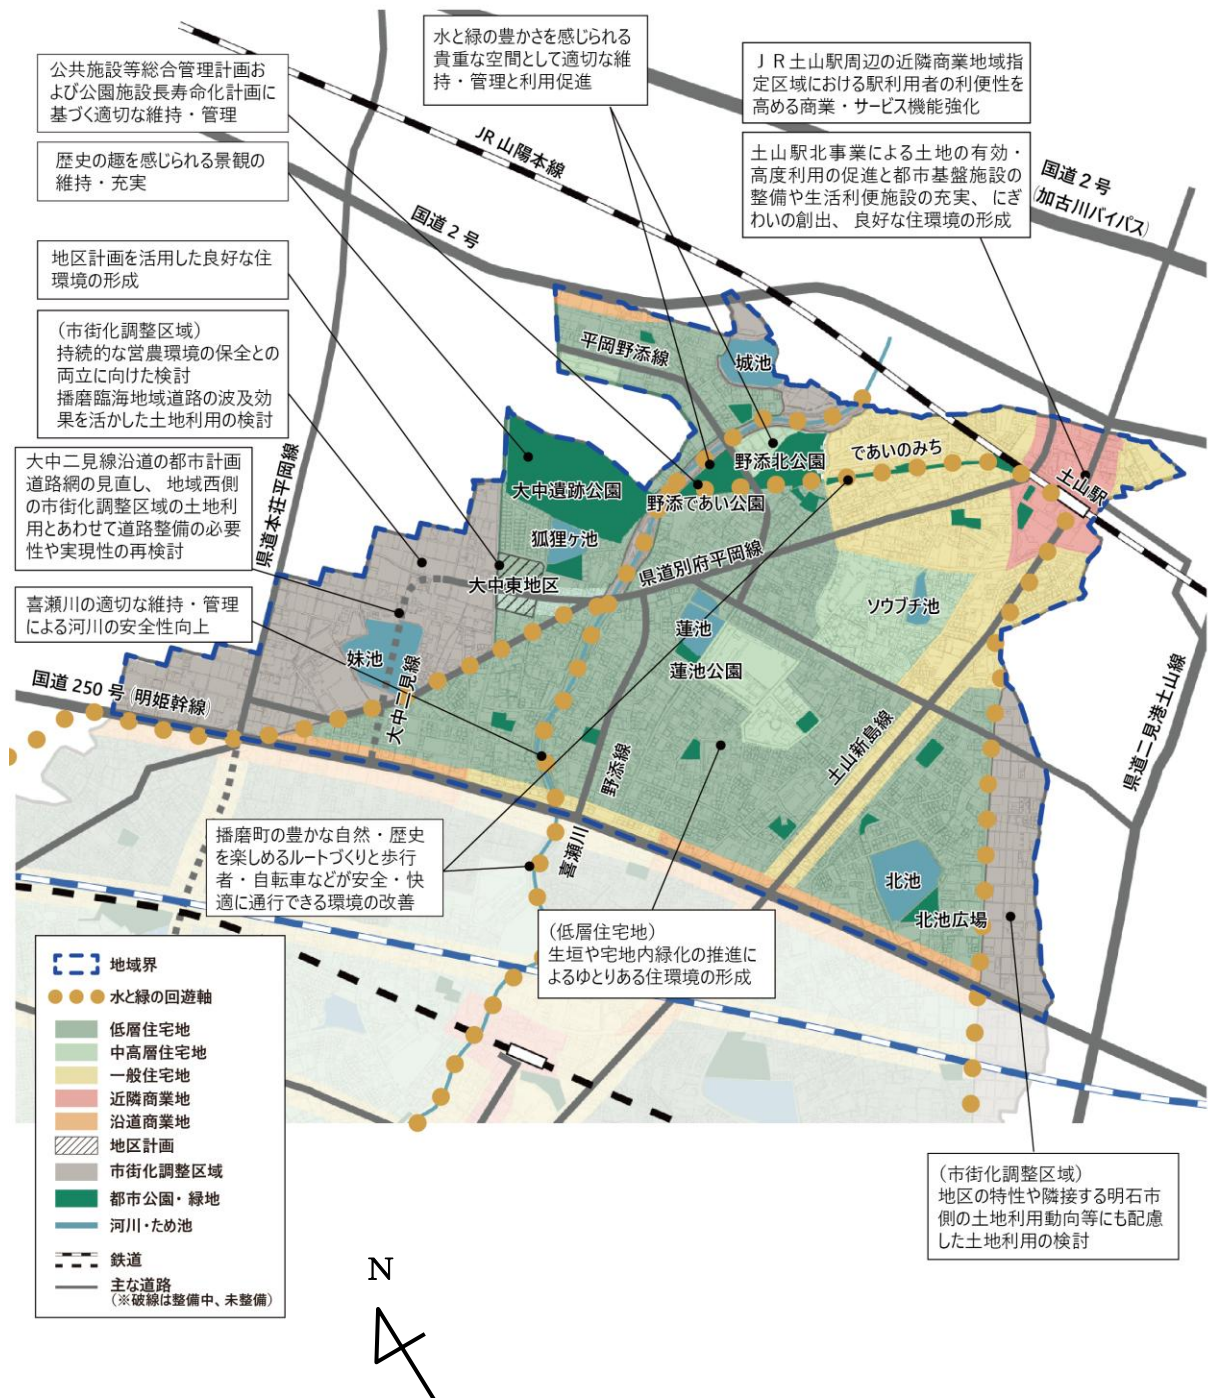 公共施設等総合管理計画お
よび公園施設長寿命化計画に
基づく適切な維持・管理
水と緑の豊かさを感じられる
貴重な空間として適切な維
持・管理と利用促進
ＪＲ土山駅周辺の近隣商業地域指
定区域における駅利用者の利便性を
高める商業・サービス機能強化
歴史の趣を感じられる景観の
維持・充実
土山駅北事業による土地の有効・
高度利用の促進と都市基盤施設の
整備や生活利便施設の充実、にぎ
わいの創出、良好な住環境の形成
地区計画を活用した良好な住
環境の形成
（市街化調整区域）
持続的な営農環境の保全との
両立に向けた検討
播磨臨海地域道路の波及効
果を活かした土地利用の検討
大中二見線沿道の都市計画
道路網の見直し、地域西側
の市街化調整区域の土地利
用とあわせて道路整備の必要
性や実現性の再検討
喜瀬川の適切な維持・管理
による河川の安全性向上
JR 山陽本線
国道 2 号
国道 2 号
(加古川バイパス)
県道本荘平岡線
平岡野添線
城池
野添北公園
であいのみち
土山駅
大中遺跡公園
野添であい公園
狐狸ヶ池
大中東地区
県道別府平岡線
ソウブチ池
蓮池
蓮池公園
妹池
大中二見線
国道 250 号 (明姫幹線)
野添線
土山新島線
県道二見港土山線
喜瀬川
北池
北池広場
播磨町の豊かな自然・歴史
を楽しめるルートづくりと歩行
者・自転車などが安全・快
適に通行できる環境の改善
（低層住宅地）
生垣や宅地内緑化の推進に
よるゆとりある住環境の形成
（市街化調整区域）
地区の特性や隣接する明石市
側の土地利用動向等にも配慮
した土地利用の検討
地域界
水と緑の回遊軸
低層住宅地
中高層住宅地
一般住宅地
近隣商業地
沿道商業地
地区計画
市街化調整区域
都市公園・緑地
河川・ため池
鉄道
主な道路
(※破線は整備中、未整備)
N